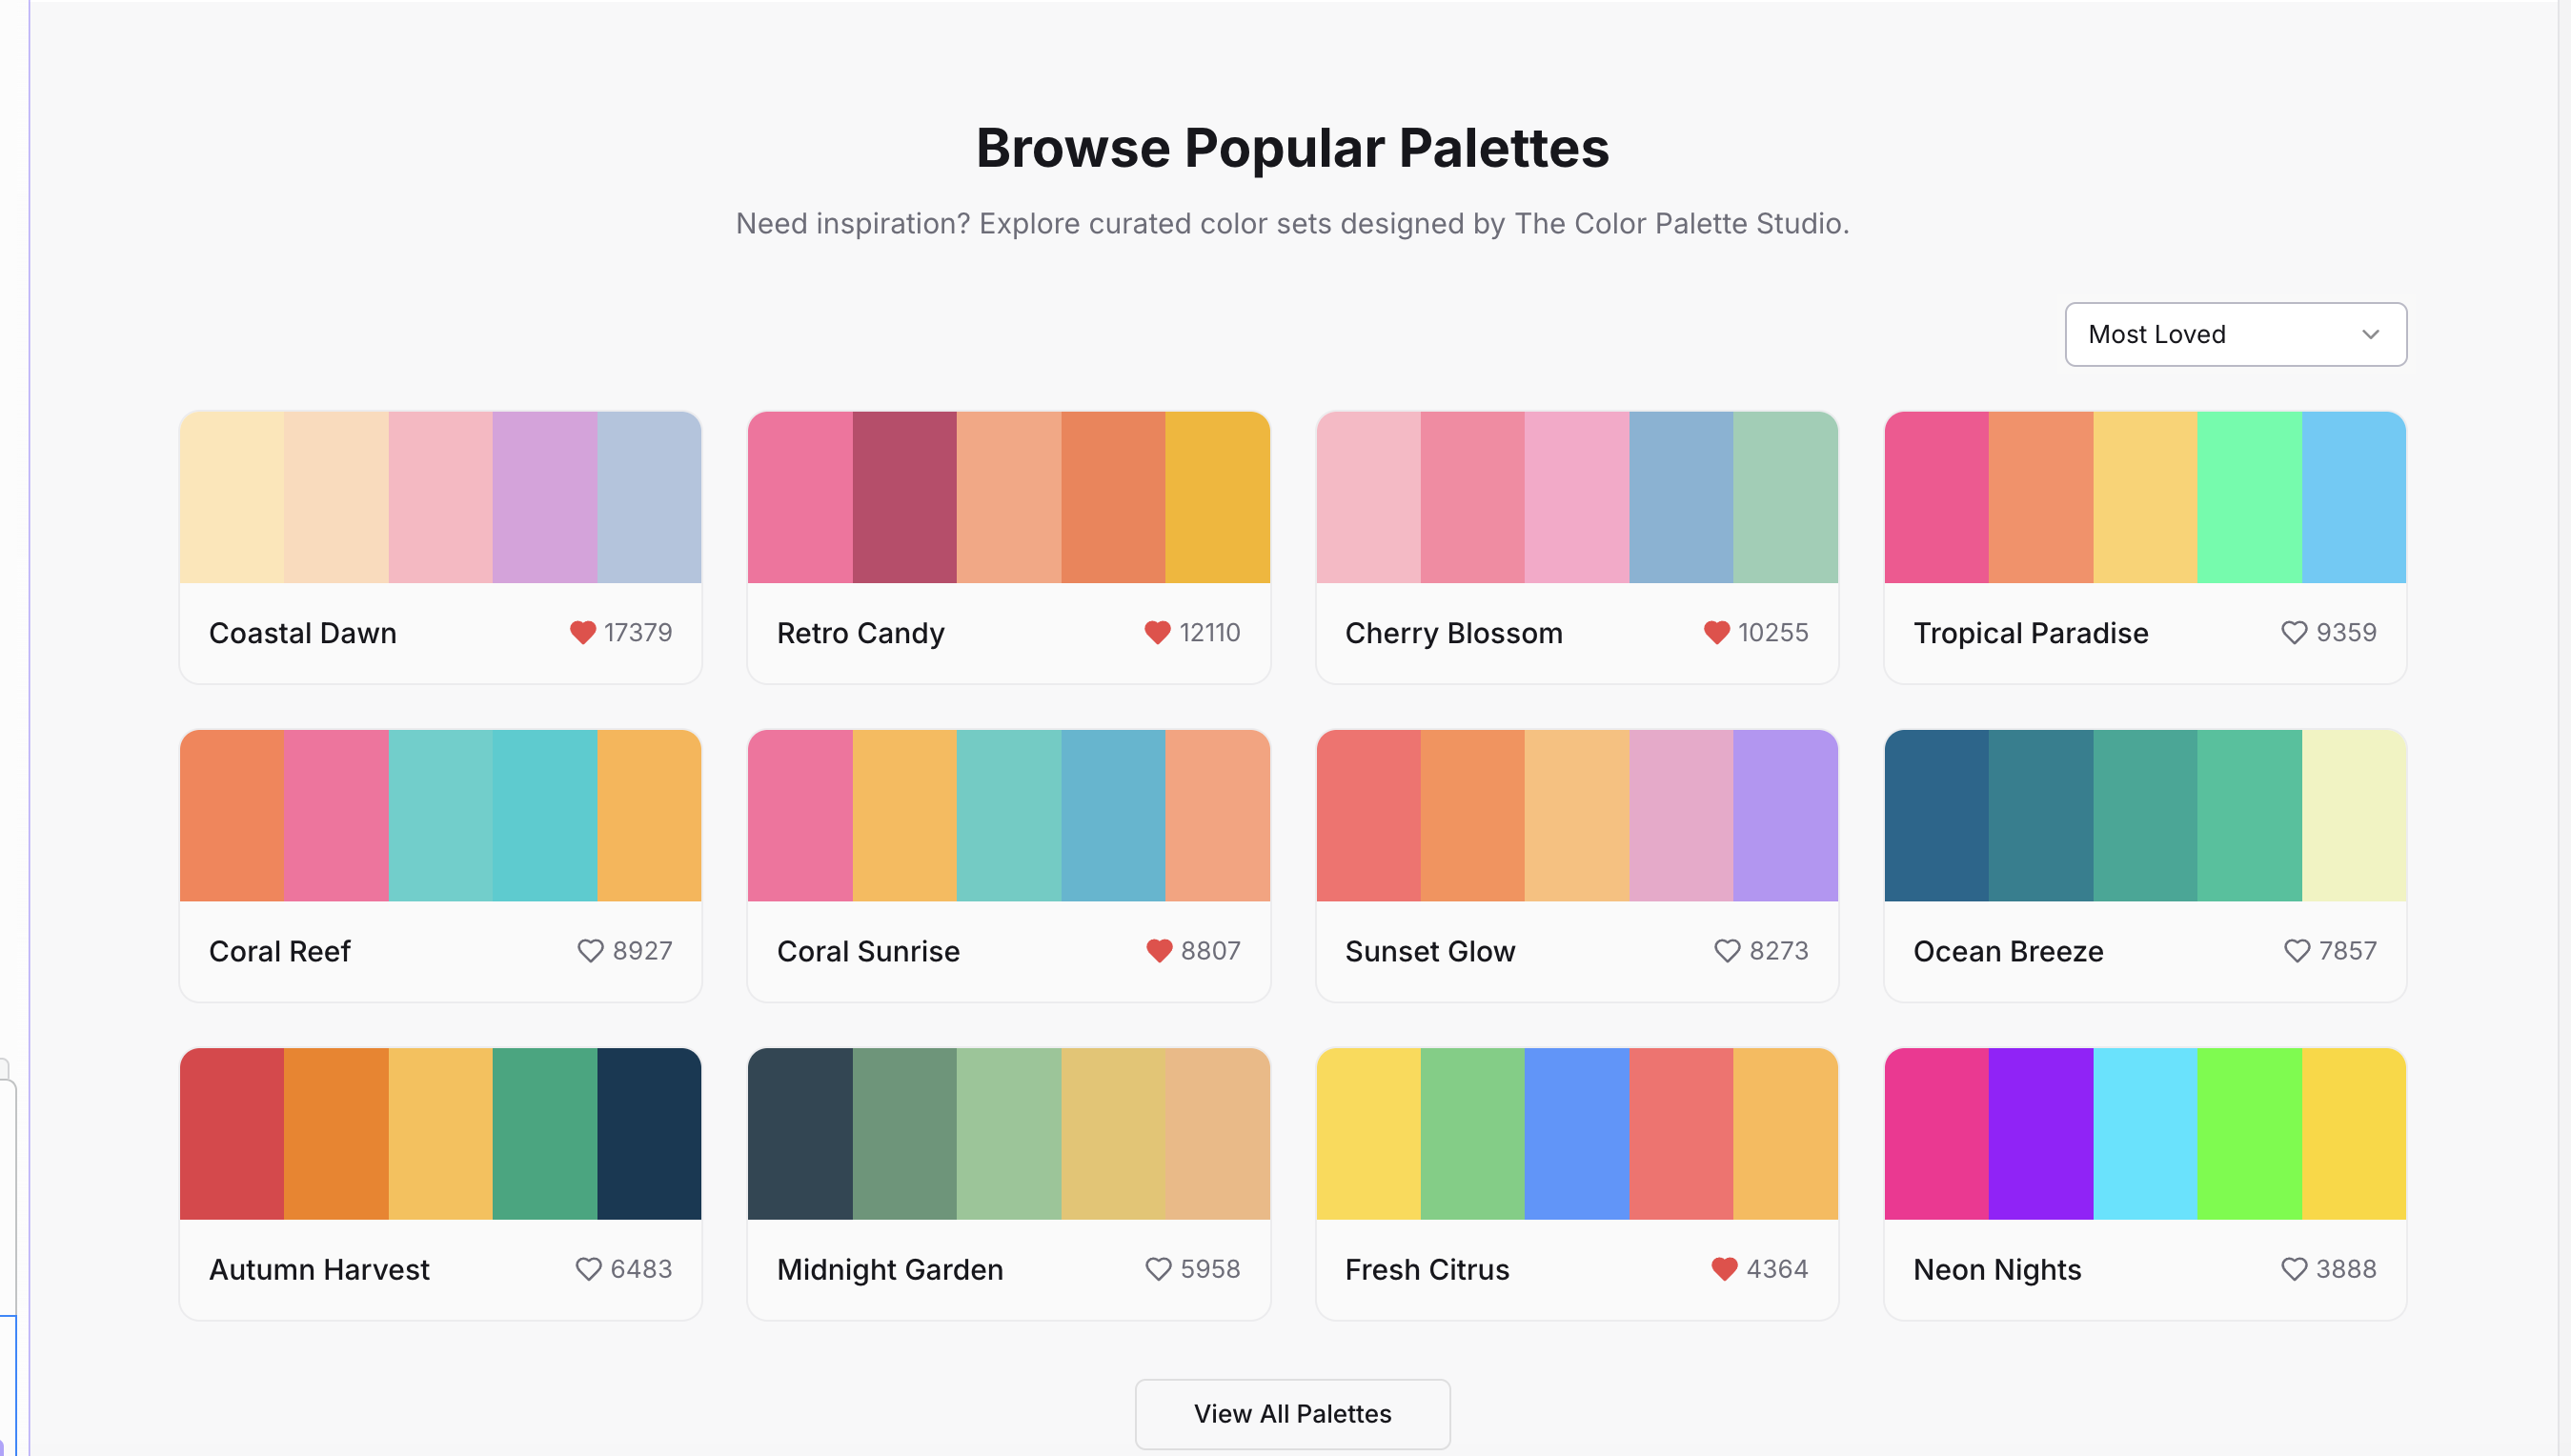 Browse Popular Palettes
Need inspiration? Explore curated color sets designed by The Color Palette Studio.
Most Loved
Coastal Dawn 17379
Retro Candy 12110
Cherry Blossom 10255
Tropical Paradise 9359
Coral Reef 8927
Coral Sunrise 8807
Sunset Glow 8273
Ocean Breeze 7857
Autumn Harvest 6483
Midnight Garden 5958
Fresh Citrus 4364
Neon Nights 3888
View All Palettes